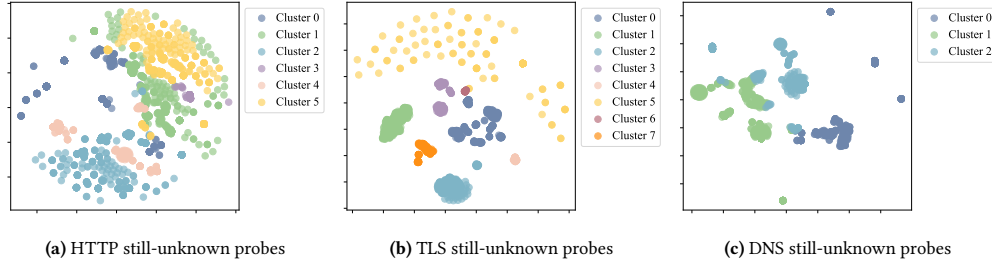 Cluster 0
Cluster 1
Cluster 2
Cluster 3
Cluster 4
Cluster 5
(a) HTTP still-unknown probes
Cluster 0
Cluster 1
Cluster 2
Cluster 3
Cluster 4
Cluster 5
Cluster 6
Cluster 7
(b) TLS still-unknown probes
Cluster 0
Cluster 1
Cluster 2
(c) DNS still-unknown probes